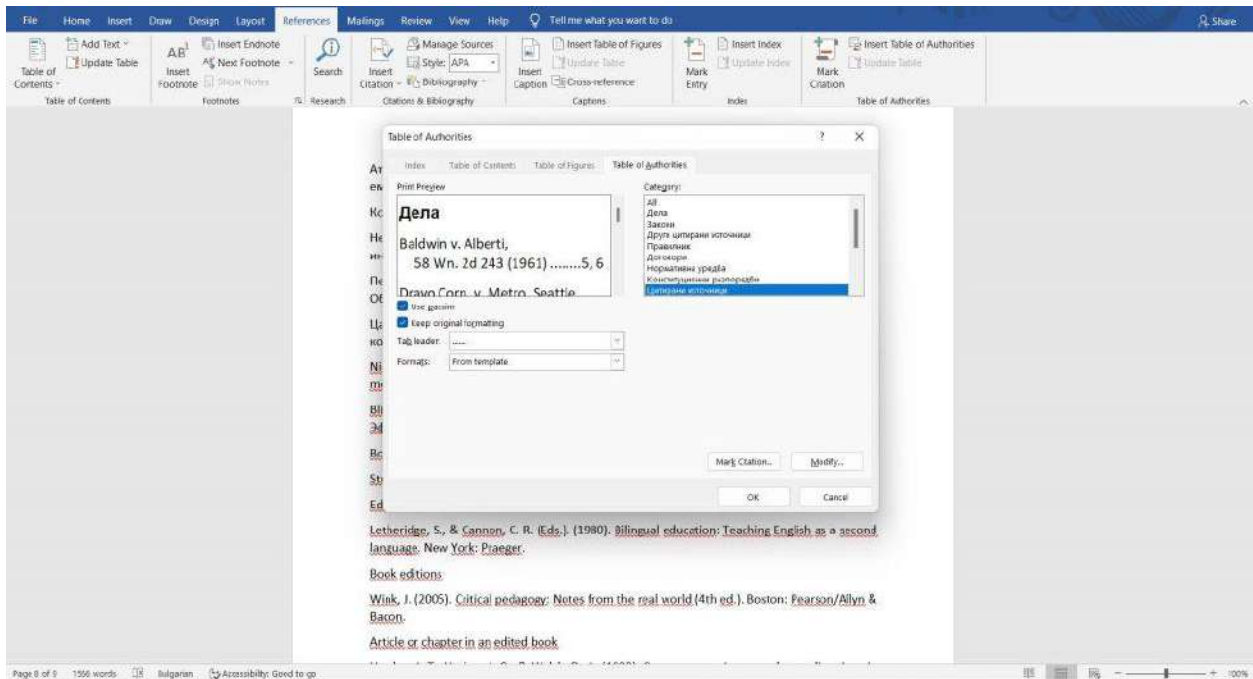 File Home Insert Draw Design Layout References Mailings Review View Help Tell me what you want to do Share
Table of Contents
Add Text
Update Table
Table of Contents
AB1 Insert Footnote
Insert Endnote
Next Footnote
Show Notes
Footnotes
Search
Research
Insert Citation
Manage Sources
Style: APA
Bibliography
Citations & Bibliography
Insert Caption
Insert Table of Figures
Update Table
Cross-reference
Captions
Mark Entry
Insert Index
Update Index
Index
Mark Citation
Insert Table of Authorities
Update Table
Table of Authorities
Table of Authorities ?
Index Table of Contents Table of Figures Table of Authorities
Print Preview
Дела
Baldwin v. Alberti,
58 Wn. 2d 243 (1961) ........5, 6
Dravo Corp. v. Metro. Seattle
Category:
All
Дела
Закони
Други цитирани източници
Правилник
Договори
Нормативна уредба
Конституционни разпоредби
Цитирани източници
Use passim
Keep original formatting
Tab leader: ......
Formats: From template
Mark Citation... Modify...
OK Cancel
Letheridge, S., & Cannon, C. R. (Eds.). (1980). Bilingual education: Teaching English as a second
language. New York: Praeger.
Book editions
Wink, J. (2005). Critical pedagogy: Notes from the real world (4th ed.). Boston: Pearson/Allyn &
Bacon.
Article or chapter in an edited book
Page 8 of 9 1556 words Bulgarian Accessibility: Good to go 100%